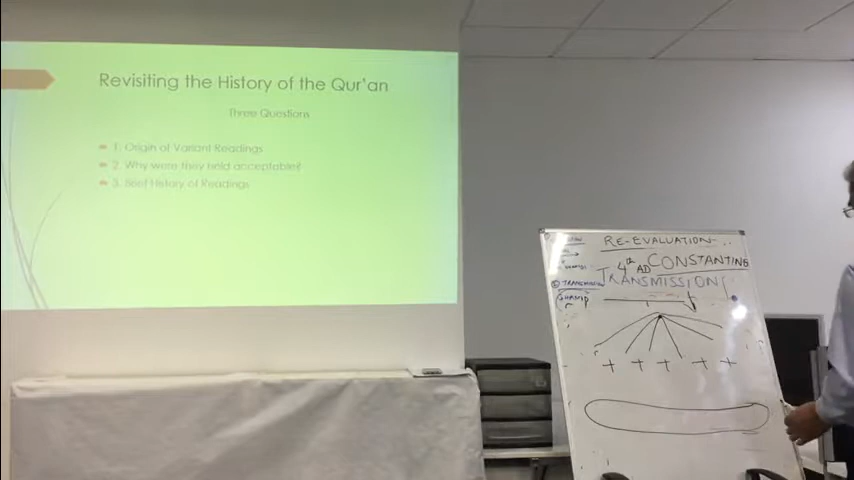 Revisiting the History of the Qur'an
Three Questions
1. Origin of Variant Readings
2. Why were they held acceptable?
3. Brief History of Readings
RE-EVALUATION
4th AD CONSTANTINE
TRANSMISSION
TRANSMISSION